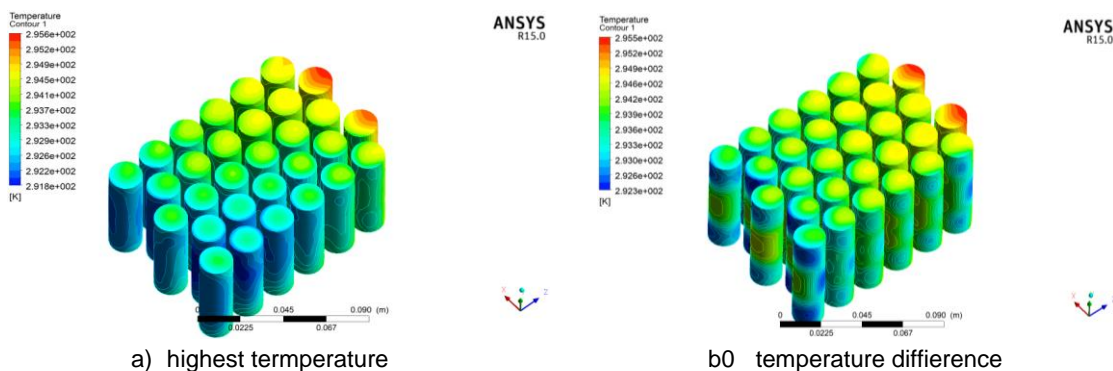 Temperature
Contour 1
2.956e+002
2.952e+002
2.949e+002
2.945e+002
2.941e+002
2.937e+002
2.933e+002
2.929e+002
2.926e+002
2.922e+002
2.918e+002
[K]
ANSYS
R15.0
0 0.045 0.090 (m)
0.0225 0.067
X Z
a) highest termperature
Temperature
Contour 1
2.955e+002
2.952e+002
2.949e+002
2.946e+002
2.942e+002
2.939e+002
2.936e+002
2.933e+002
2.930e+002
2.926e+002
2.923e+002
[K]
ANSYS
R15.0
0 0.045 0.090 (m)
0.0225 0.067
X Z
b0 temperature diffierence